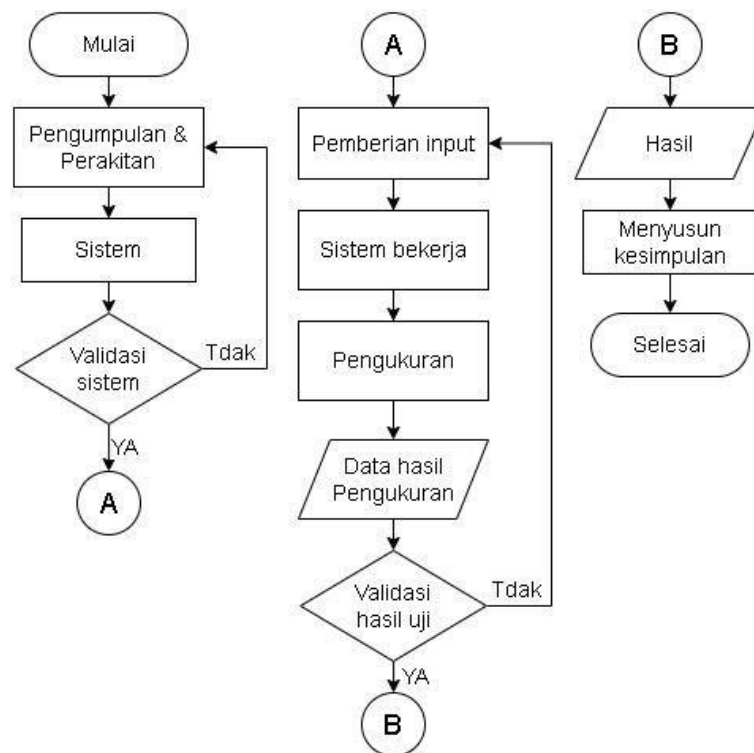 Mulai
Pengumpulan &
Perakitan
Sistem
Validasi
sistem
Tdak
YA
A
A
Pemberian input
Sistem bekerja
Pengukuran
Data hasil
Pengukuran
Validasi
hasil uji
Tdak
YA
B
B
Hasil
Menyusun
kesimpulan
Selesai